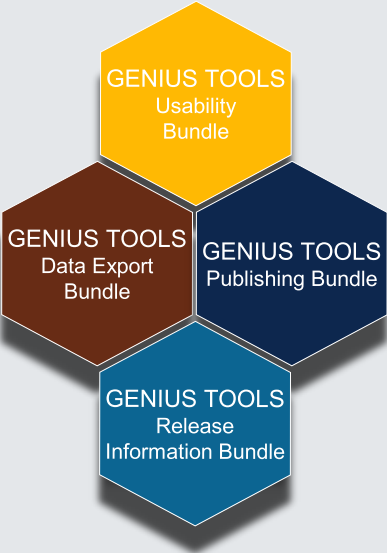 GENIUS TOOLS
Usability
Bundle
GENIUS TOOLS
Data Export
Bundle
GENIUS TOOLS
Publishing Bundle
GENIUS TOOLS
Release
Information Bundle